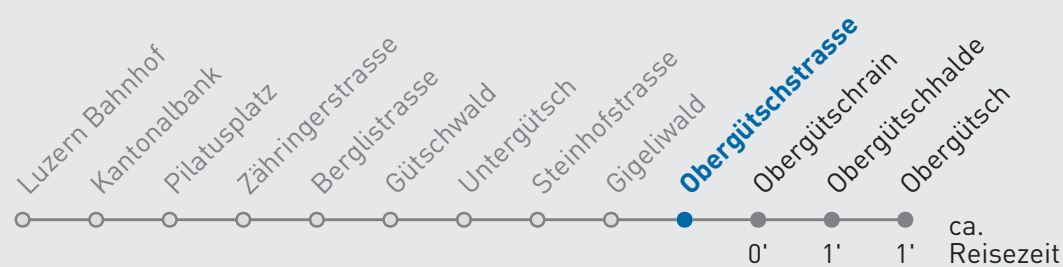 Luzern Bahnhof
Kantonalbank
Pilatusplatz
Zähringerstrasse
Berglistrasse
Gütschwald
Untergütsch
Steinhofstrasse
Gigeliwald
Obergütschstrasse
Obergütschrain
Obergütschhalde
Obergütsch
ca.
0' 1' 1' Reisezeit